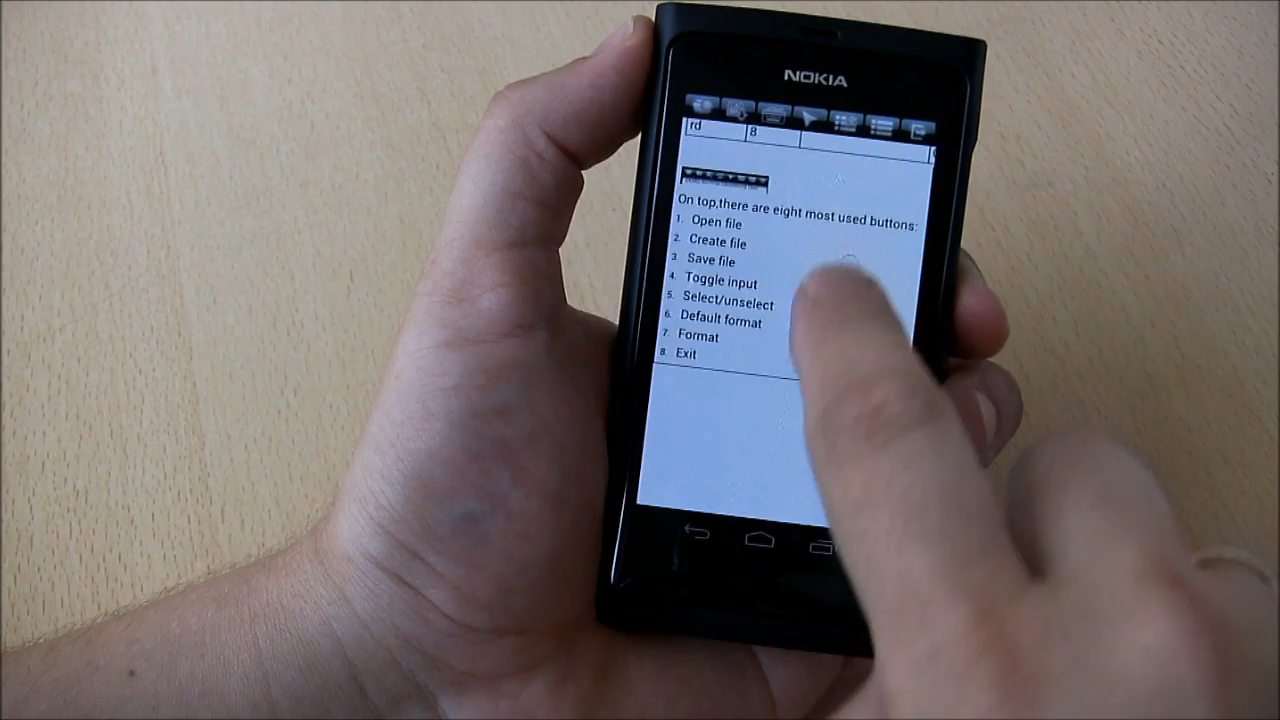 NOKIA
rd 8
On top,there are eight most used buttons:
1. Open file
2. Create file
3. Save file
4. Toggle input
5. Select/unselect
6. Default format
7. Format
8. Exit